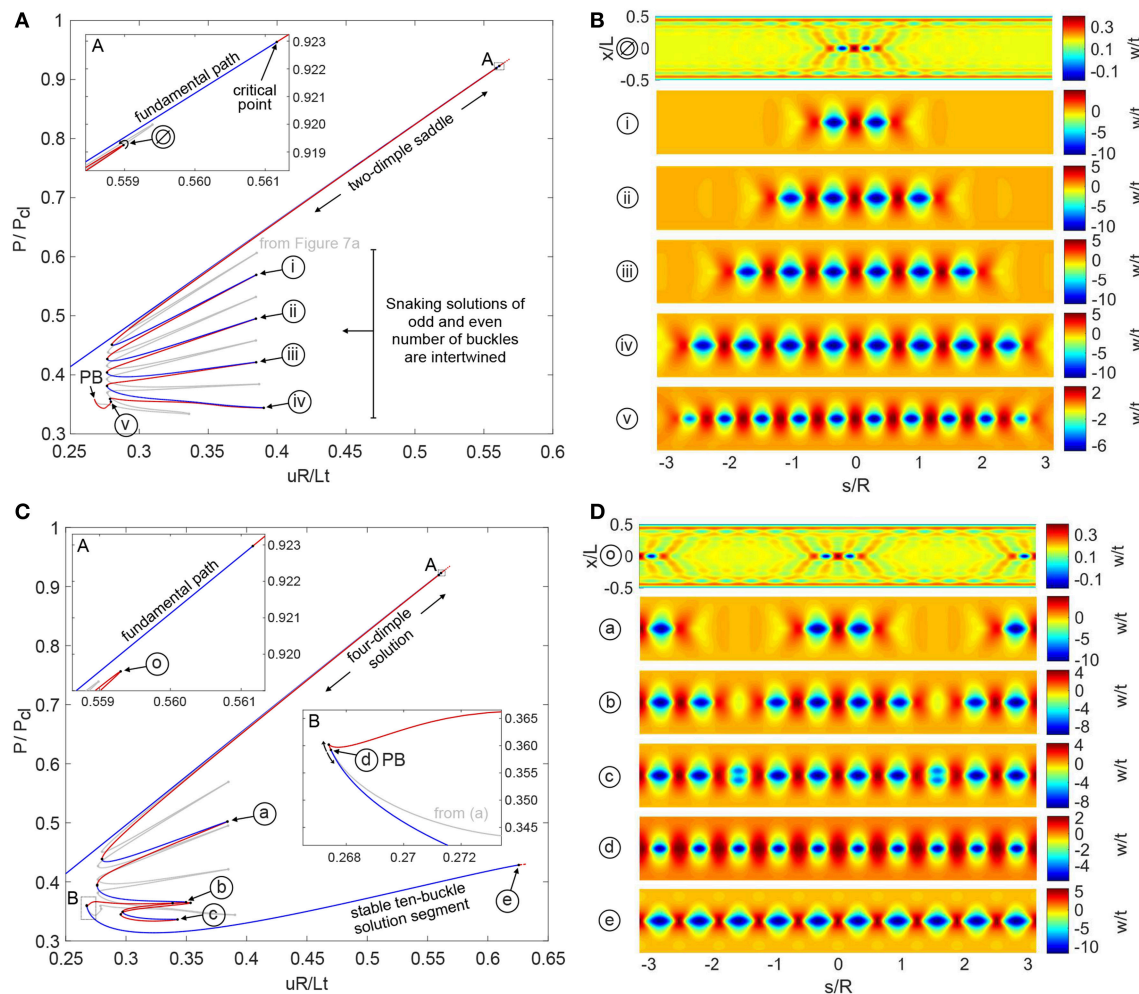 A
P / P_cl
1
0.9
0.8
0.7
0.6
0.5
0.4
0.3
0.25 0.3 0.35 0.4 0.45 0.5 0.55 0.6
uR/Lt
A
fundamental path
critical point
∅
0.923
0.922
0.921
0.920
0.919
0.559 0.560 0.561
A
two-dimple saddle
from Figure 7a
i
ii
iii
iv
v
PB
Snaking solutions of
odd and even
number of buckles
are intertwined
B
x/L
0.5
0
-0.5
∅
0.3
0.1
-0.1
w/t
i
0
-5
-10
w/t
ii
5
0
-5
-10
w/t
iii
5
0
-5
-10
w/t
iv
5
0
-5
-10
w/t
v
2
-2
-6
w/t
-3 -2 -1 0 1 2 3
s/R
C
P / P_cl
1
0.9
0.8
0.7
0.6
0.5
0.4
0.3
0.25 0.3 0.35 0.4 0.45 0.5 0.55 0.6 0.65
uR/Lt
A
fundamental path
o
0.923
0.922
0.921
0.920
0.559 0.560 0.561
A
four-dimple
solution
B
d PB
from (a)
0.365
0.360
0.355
0.350
0.345
0.268 0.27 0.272
a
b
c
B
e
stable ten-buckle
solution segment
D
x/L
0.5
0
-0.5
o
0.3
0.1
-0.1
w/t
a
0
-5
-10
w/t
b
4
0
-4
-8
w/t
c
4
0
-4
-8
w/t
d
2
0
-2
-4
w/t
e
5
0
-5
-10
w/t
-3 -2 -1 0 1 2 3
s/R